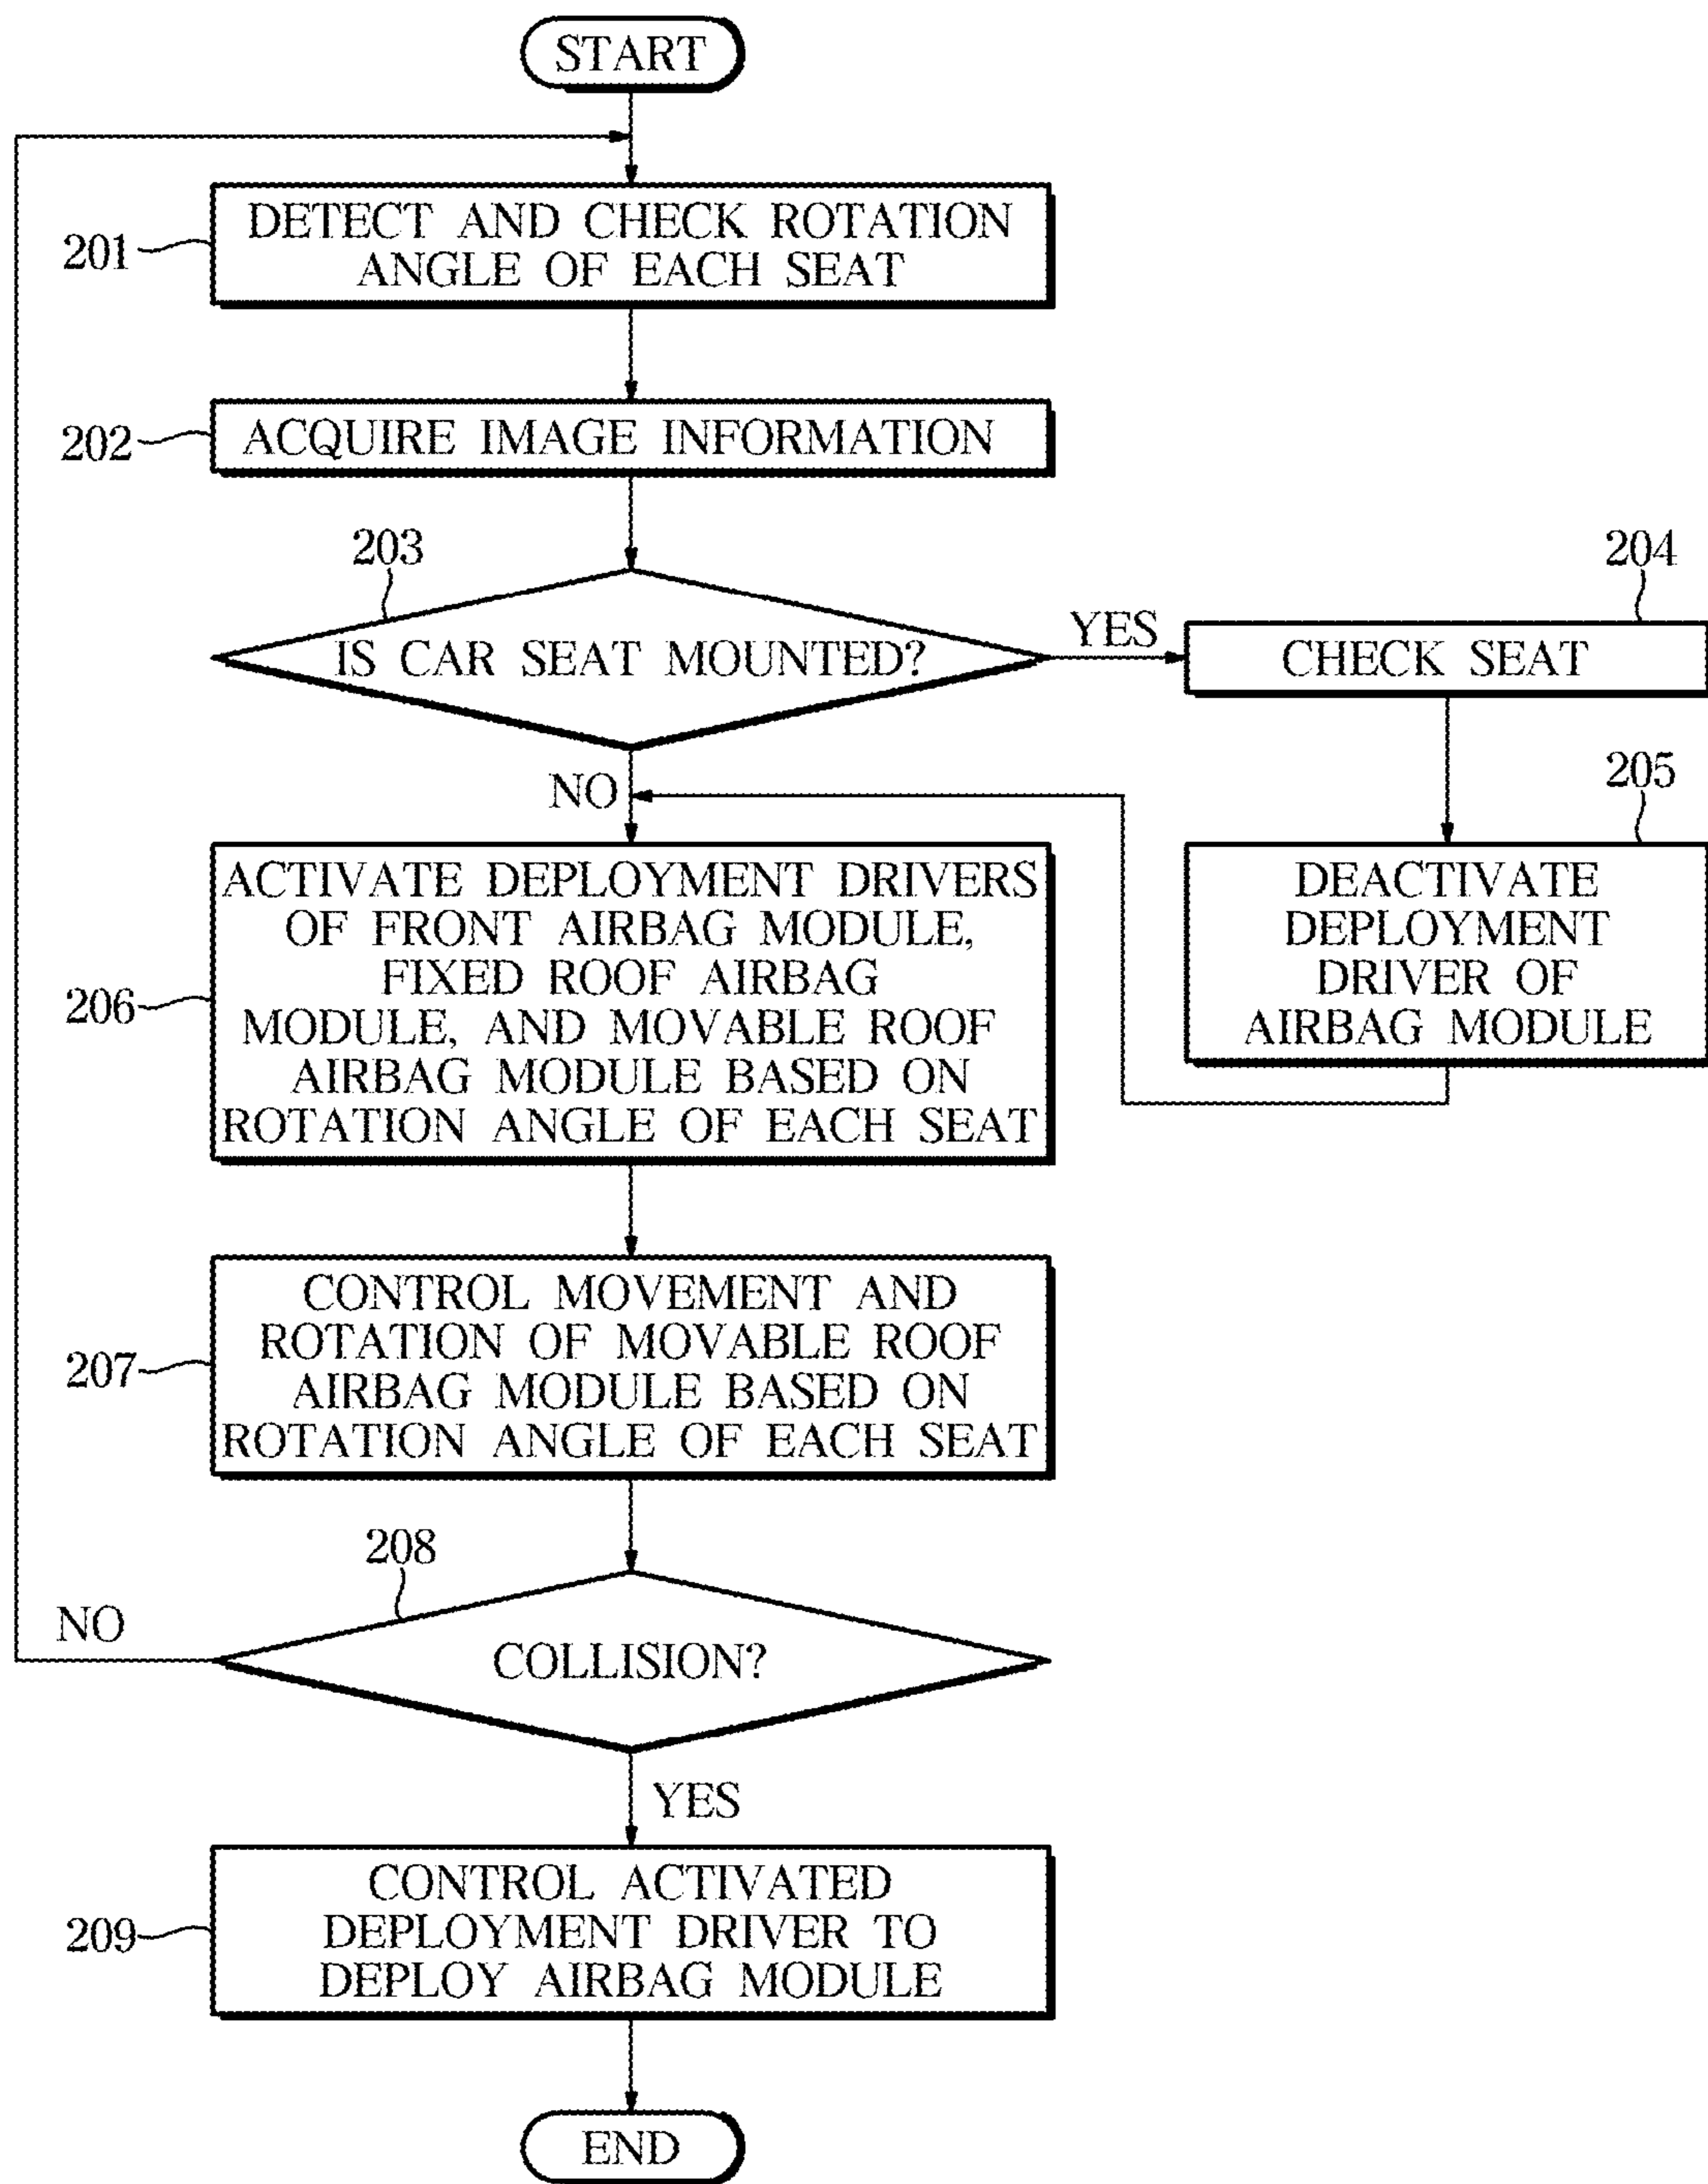 START
201
DETECT AND CHECK ROTATION
ANGLE OF EACH SEAT
202
ACQUIRE IMAGE INFORMATION
203
IS CAR SEAT MOUNTED?
YES
204
CHECK SEAT
NO
205
DEACTIVATE
DEPLOYMENT
DRIVER OF
AIRBAG MODULE
206
ACTIVATE DEPLOYMENT DRIVERS
OF FRONT AIRBAG MODULE,
FIXED ROOF AIRBAG
MODULE, AND MOVABLE ROOF
AIRBAG MODULE BASED ON
ROTATION ANGLE OF EACH SEAT
207
CONTROL MOVEMENT AND
ROTATION OF MOVABLE ROOF
AIRBAG MODULE BASED ON
ROTATION ANGLE OF EACH SEAT
208
COLLISION?
NO
YES
209
CONTROL ACTIVATED
DEPLOYMENT DRIVER TO
DEPLOY AIRBAG MODULE
END